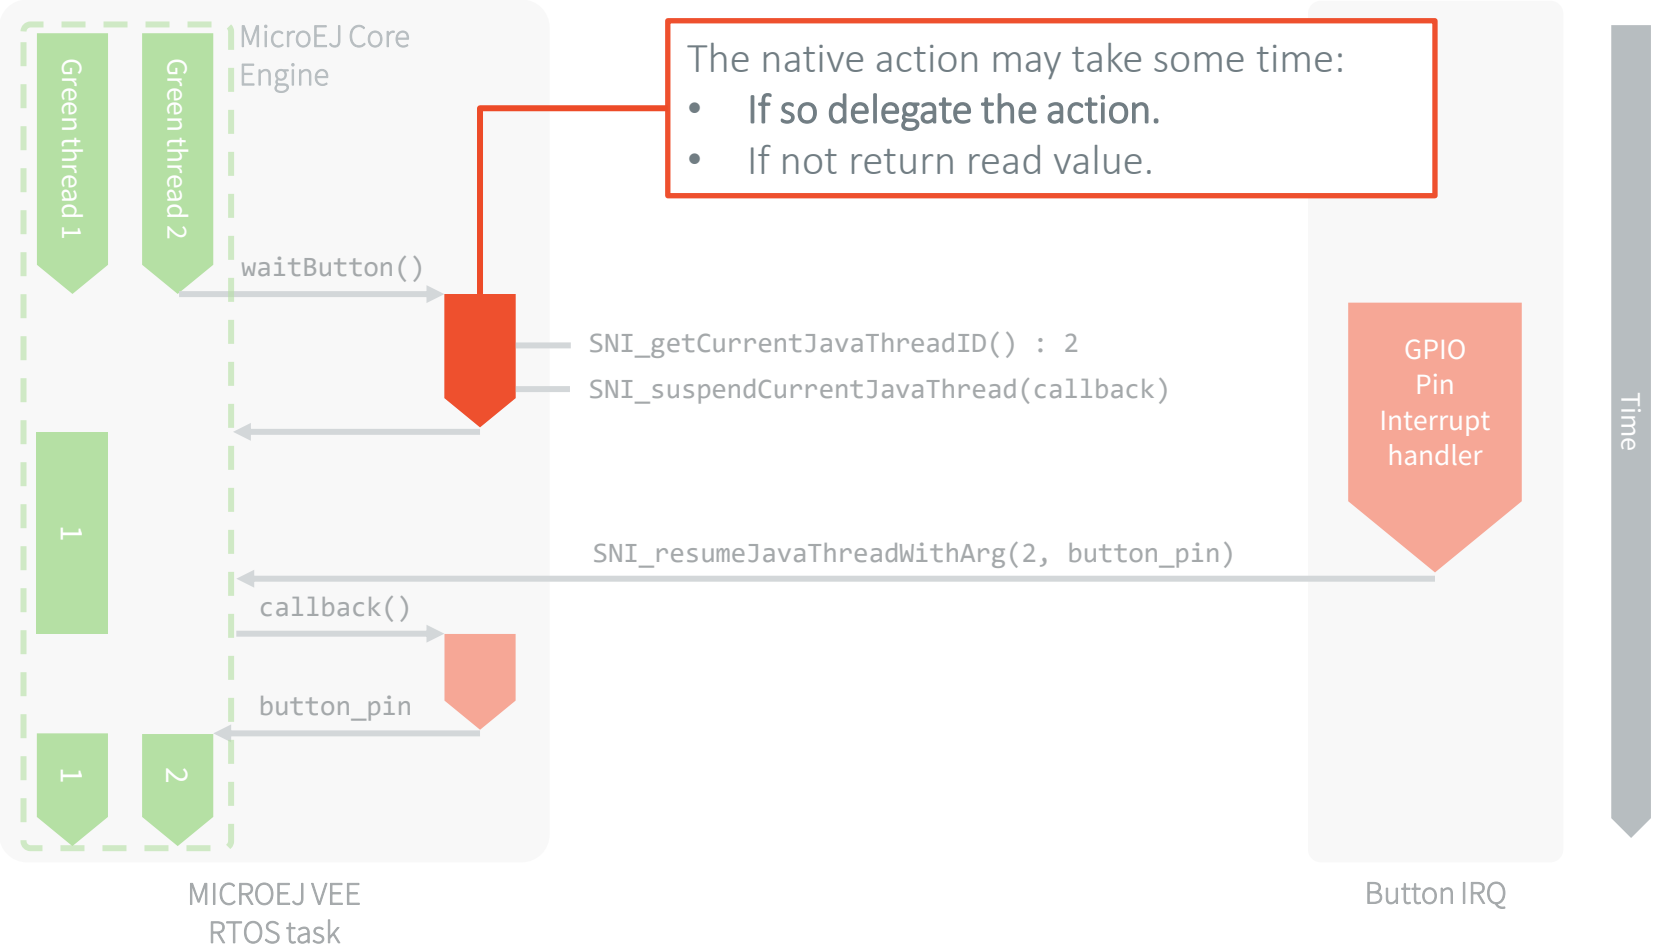 MicroEJ Core
Engine
Green thread 1
Green thread 2
The native action may take some time:
• If so delegate the action.
• If not return read value.
waitButton()
SNI_getCurrentJavaThreadID() : 2
SNI_suspendCurrentJavaThread(callback)
GPIO
Pin
Interrupt
handler
Time
1
SNI_resumeJavaThreadWithArg(2, button_pin)
callback()
button_pin
1
2
MICROEJ VEE
RTOS task
Button IRQ